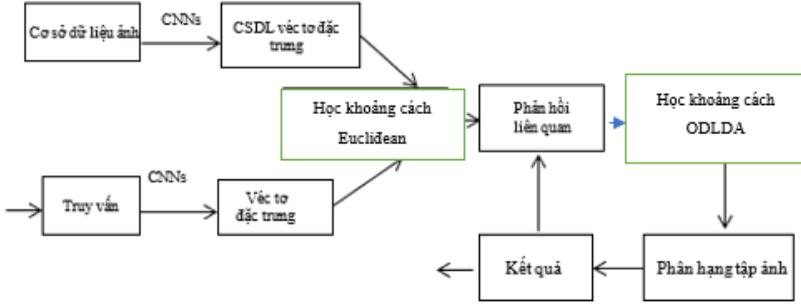 Cơ sở dữ liệu ảnh
CNNs
CSDL véc tơ đặc
trưng
Học khoảng cách
Eucliđean
Phản hồi
liên quan
Học khoảng cách
ODLDA
Truy vấn
CNNs
Véc tơ
đặc trưng
Kết quả
Phân hạng tập ảnh